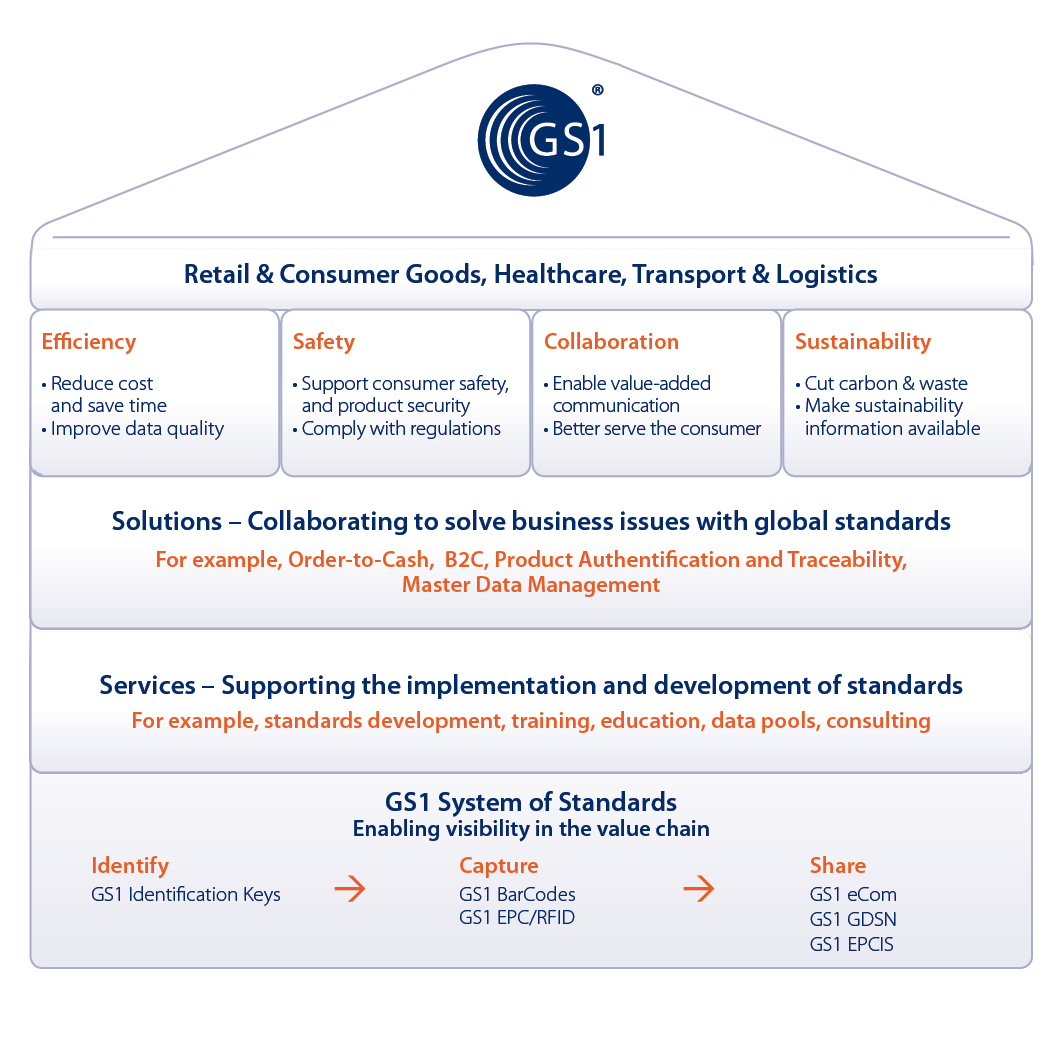 GS1®
Retail & Consumer Goods, Healthcare, Transport & Logistics
Efficiency
• Reduce cost
and save time
• Improve data quality
Safety
• Support consumer safety,
and product security
• Comply with regulations
Collaboration
• Enable value-added
communication
• Better serve the consumer
Sustainability
• Cut carbon & waste
• Make sustainability
information available
Solutions – Collaborating to solve business issues with global standards
For example, Order-to-Cash, B2C, Product Authentification and Traceability,
Master Data Management
Services – Supporting the implementation and development of standards
For example, standards development, training, education, data pools, consulting
GS1 System of Standards
Enabling visibility in the value chain
Identify
GS1 Identification Keys
Capture
GS1 BarCodes
GS1 EPC/RFID
Share
GS1 eCom
GS1 GDSN
GS1 EPCIS